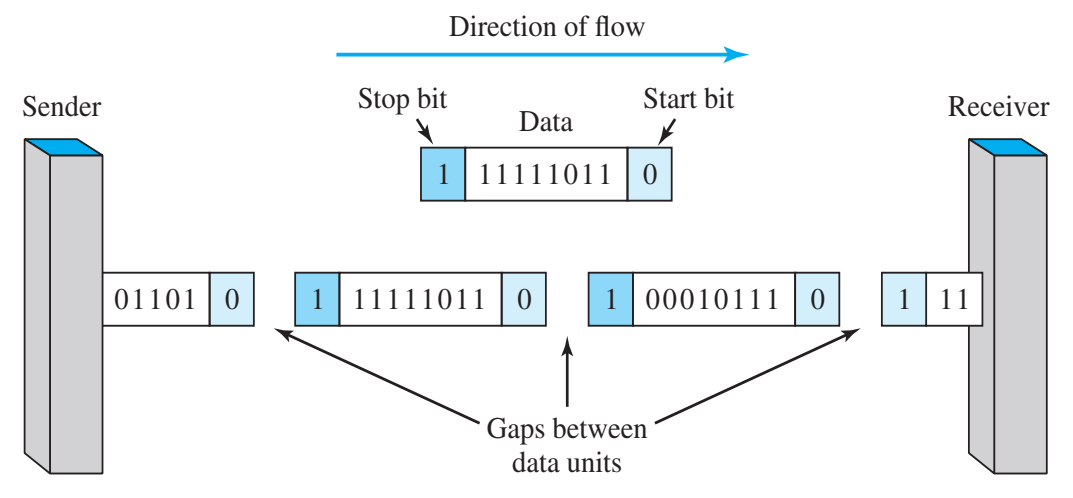 Direction of flow
Sender
Stop bit
Start bit
Receiver
Data
1 11111011 0
01101 0
1 11111011 0
1 00010111 0
1 11
Gaps between
data units